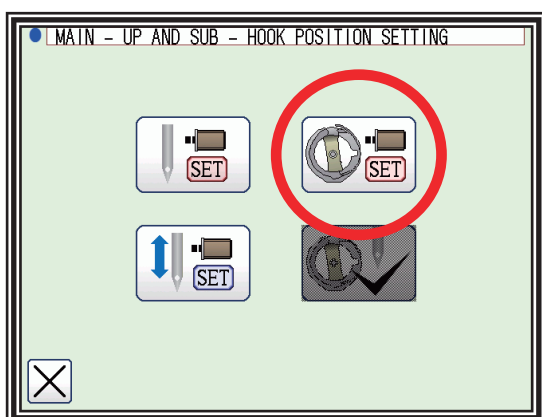 MAIN – UP AND SUB – HOOK POSITION SETTING
SET
SET
SET